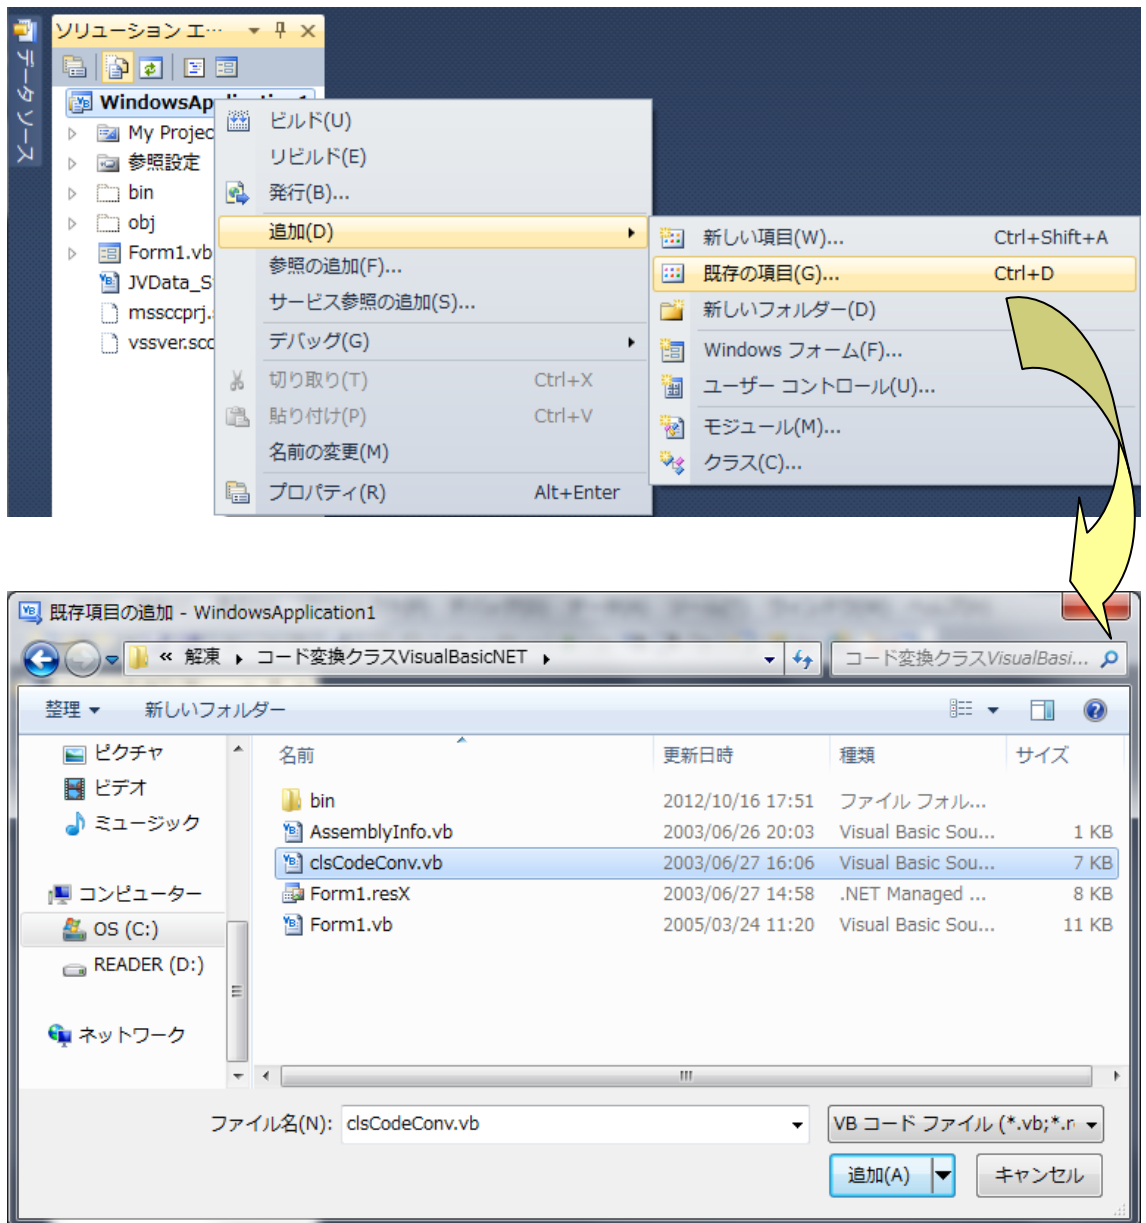 データ ソース
ソリューション エ…
WindowsApplication1
My Projec
参照設定
bin
obj
Form1.vb
JVData_S
mssccprj.
vssver.scc
ビルド(U)
リビルド(E)
発行(B)...
追加(D)
参照の追加(F)...
サービス参照の追加(S)...
デバッグ(G)
切り取り(T) Ctrl+X
貼り付け(P) Ctrl+V
名前の変更(M)
プロパティ(R) Alt+Enter
新しい項目(W)... Ctrl+Shift+A
既存の項目(G)... Ctrl+D
新しいフォルダー(D)
Windows フォーム(F)...
ユーザー コントロール(U)...
モジュール(M)...
クラス(C)...
既存項目の追加 - WindowsApplication1
« 解凍 ▸ コード変換クラスVisualBasicNET ▸
コード変換クラスVisualBasi...
整理 ▼ 新しいフォルダー
ピクチャ
ビデオ
ミュージック
コンピューター
OS (C:)
READER (D:)
ネットワーク
名前 更新日時 種類 サイズ
bin 2012/10/16 17:51 ファイル フォル...
AssemblyInfo.vb 2003/06/26 20:03 Visual Basic Sou... 1 KB
clsCodeConv.vb 2003/06/27 16:06 Visual Basic Sou... 7 KB
Form1.resX 2003/06/27 14:58 .NET Managed ... 8 KB
Form1.vb 2005/03/24 11:20 Visual Basic Sou... 11 KB
ファイル名(N): clsCodeConv.vb VB コード ファイル (*.vb;*.r
追加(A) キャンセル